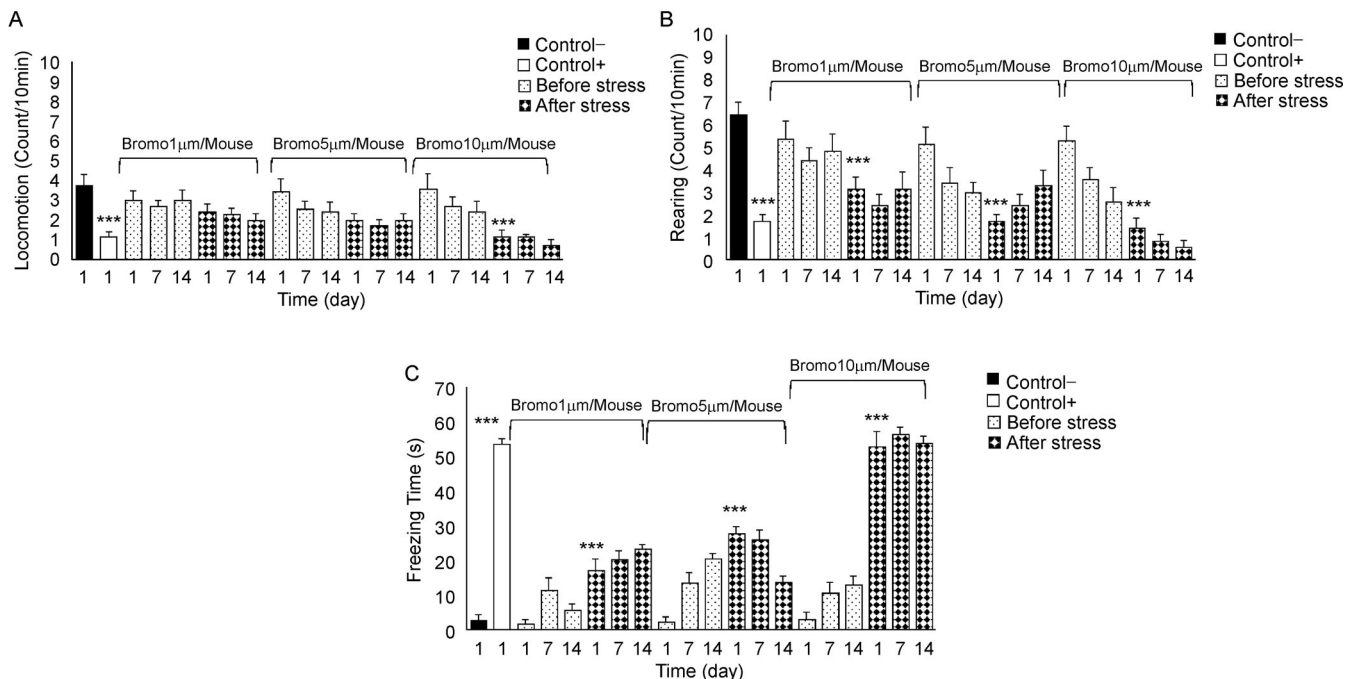 A
Control−
Control+
Before stress
After stress
Bromo1μm/Mouse
Bromo5μm/Mouse
Bromo10μm/Mouse
Locomotion (Count/10min)
10
9
8
7
6
5
4
3
2
1
0
***
***
1 1 1 7 14 1 7 14 1 7 14 1 7 14 1 7 14 1 7 14
Time (day)
B
Control−
Control+
Before stress
After stress
Bromo1μm/Mouse
Bromo5μm/Mouse
Bromo10μm/Mouse
Rearing (Count/10min)
10
9
8
7
6
5
4
3
2
1
0
***
***
***
***
1 1 1 7 14 1 7 14 1 7 14 1 7 14 1 7 14 1 7 14
Time (day)
C
Bromo10μm/Mouse
Control−
Control+
Before stress
After stress
Bromo1μm/Mouse
Bromo5μm/Mouse
Freezing Time (s)
70
60
50
40
30
20
10
0
***
***
***
***
1 1 1 7 14 1 7 14 1 7 14 1 7 14 1 7 14 1 7 14
Time (day)